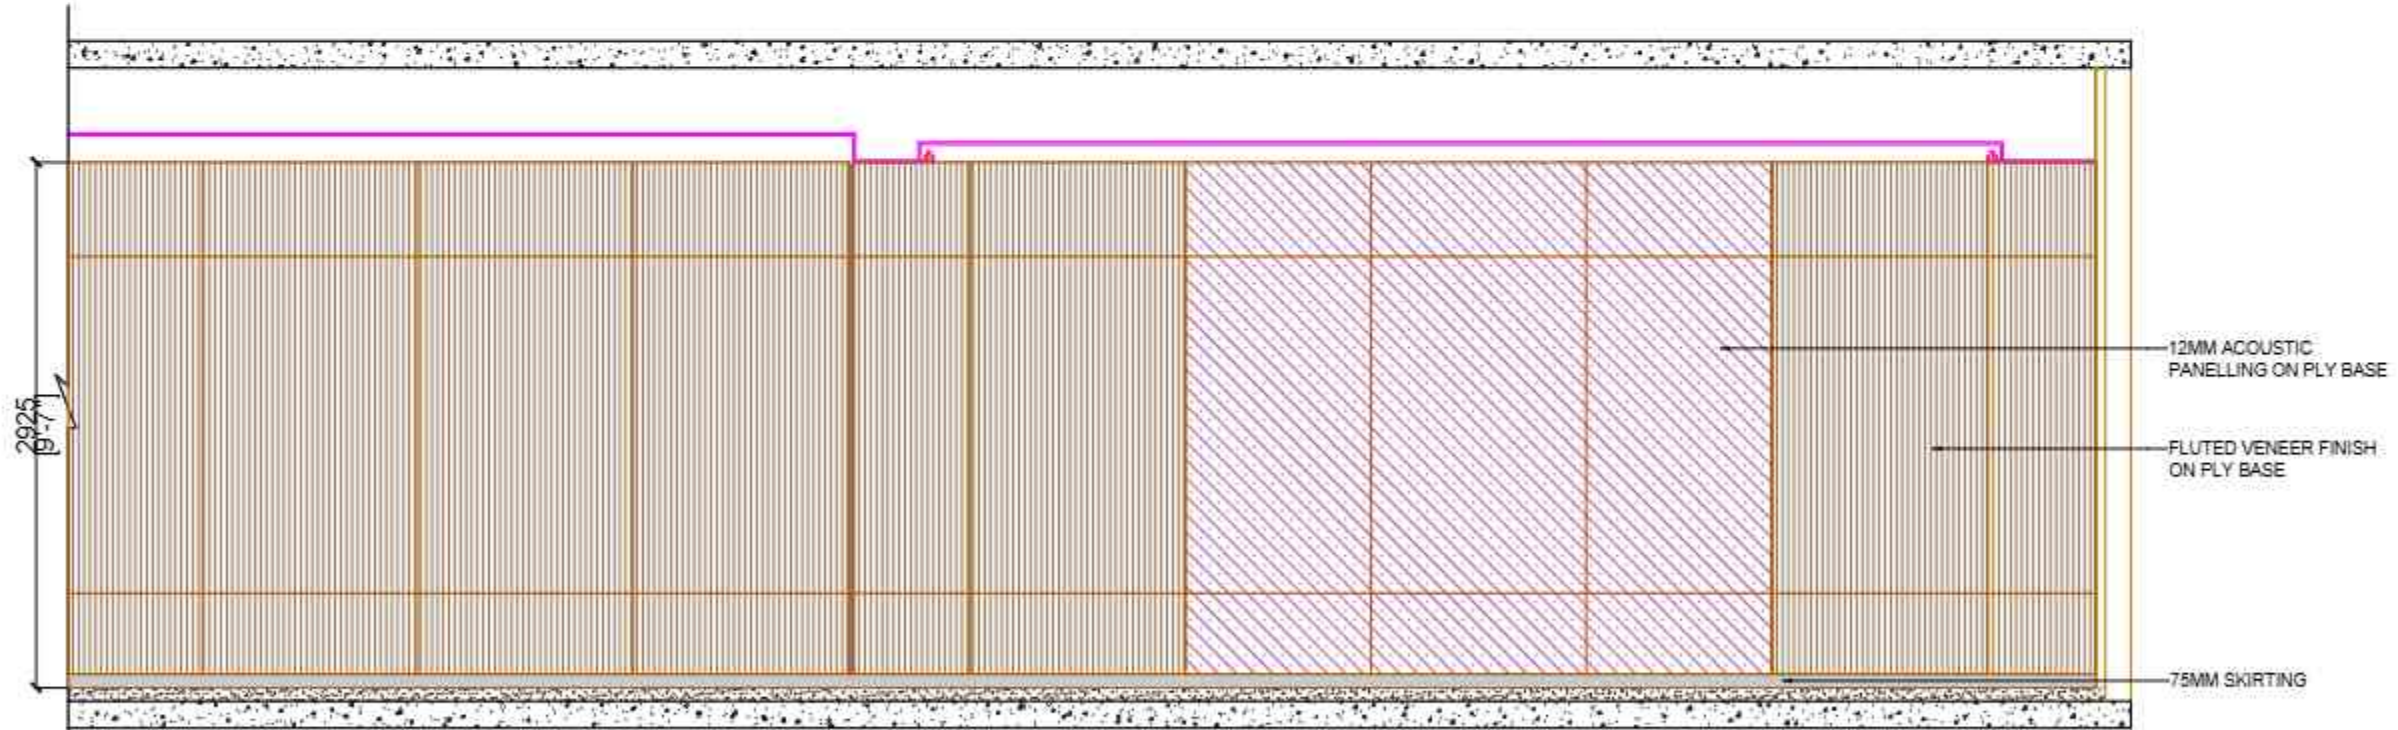 2925
9'-7"
12MM ACOUSTIC
PANELLING ON PLY BASE
FLUTED VENEER FINISH
ON PLY BASE
75MM SKIRTING